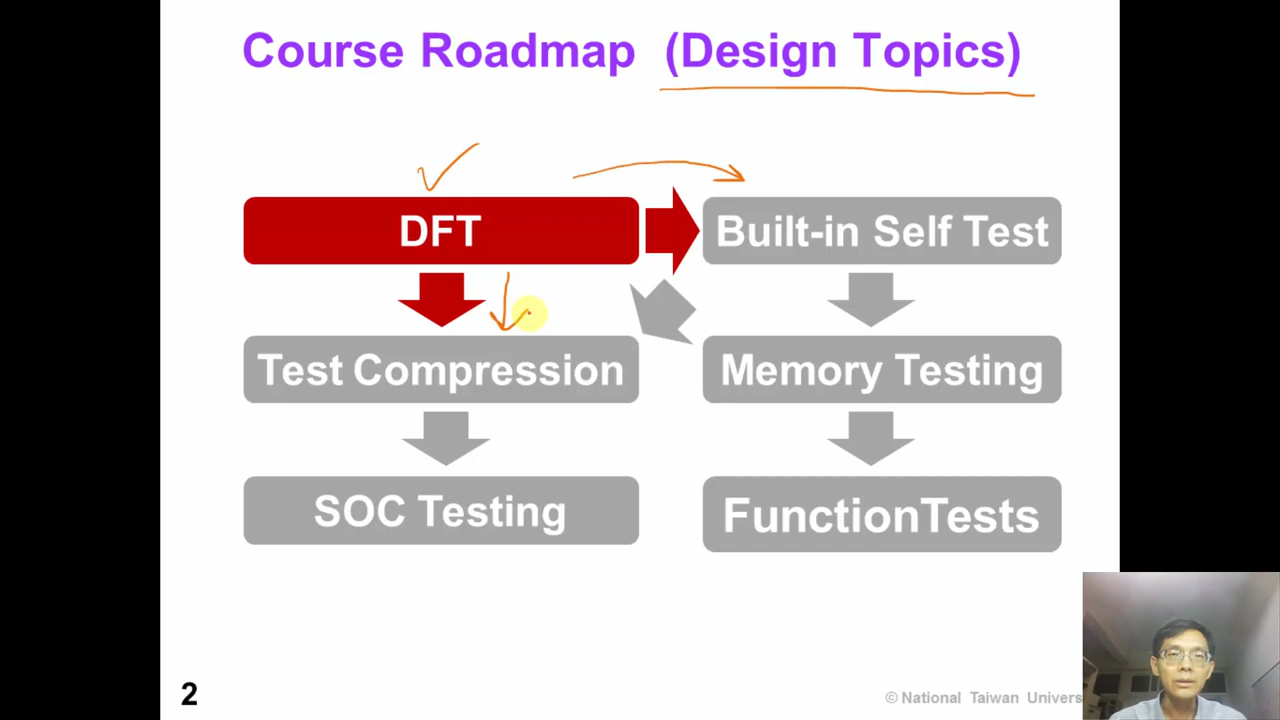 Course Roadmap (Design Topics)
DFT
Built-in Self Test
Test Compression
Memory Testing
SOC Testing
FunctionTests
2
© National Taiwan Univers